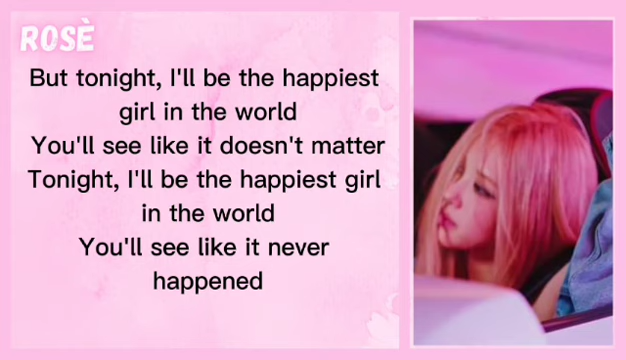 ROSÈ
But tonight, I'll be the happiest
girl in the world
You'll see like it doesn't matter
Tonight, I'll be the happiest girl
in the world
You'll see like it never
happened